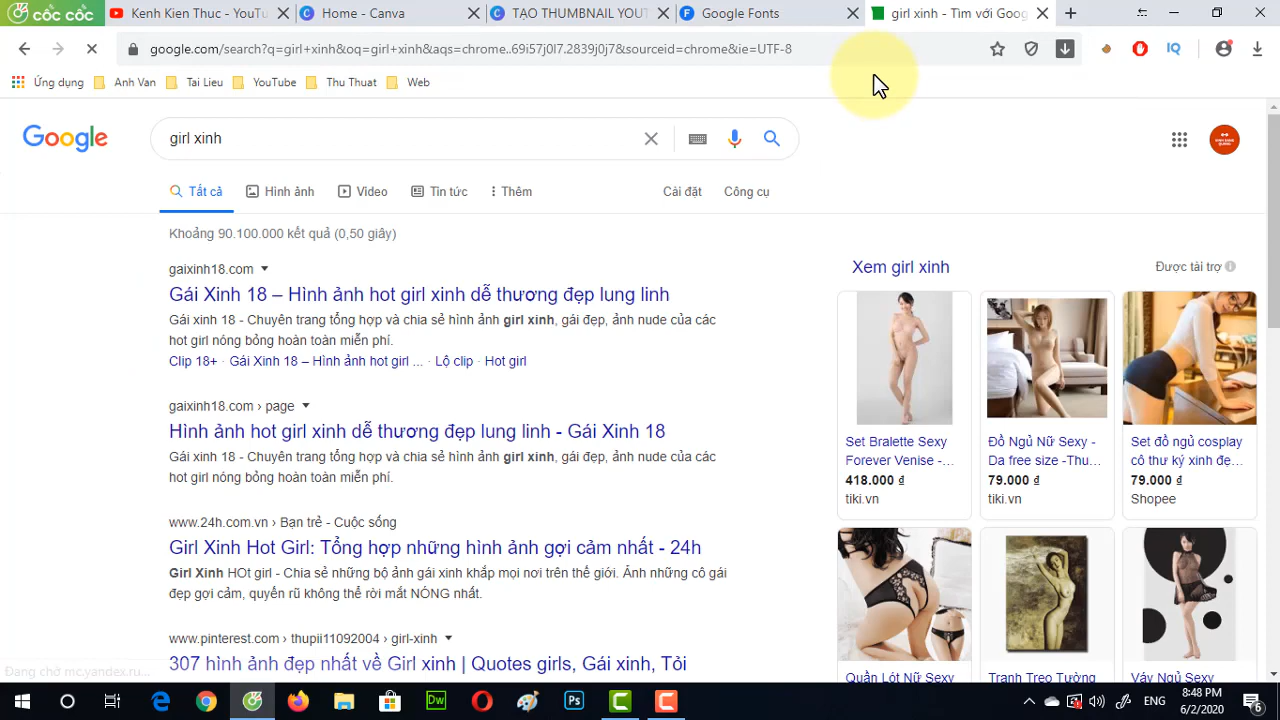 cốc cốc
Kenh Kien Thuc - YouTu
Home - Canva
TẠO THUMBNAIL YOUT
Google Fonts
girl xinh - Tìm với Goog
google.com/search?q=girl+xinh&oq=girl+xinh&aqs=chrome..69i57j0l7.2839j0j7&sourceid=chrome&ie=UTF-8
IQ
Ứng dụng
Anh Van
Tai Lieu
YouTube
Thu Thuat
Web
Google
girl xinh
Tất cả
Hình ảnh
Video
Tin tức
Thêm
Cài đặt
Công cụ
Khoảng 90.100.000 kết quả (0,50 giây)
gaixinh18.com
Gái Xinh 18 – Hình ảnh hot girl xinh dễ thương đẹp lung linh
Gái xinh 18 - Chuyên trang tổng hợp và chia sẻ hình ảnh girl xinh, gái đẹp, ảnh nude của các
hot girl nóng bỏng hoàn toàn miễn phí.
Clip 18+ · Gái Xinh 18 – Hình ảnh hot girl ... · Lộ clip · Hot girl
gaixinh18.com › page
Hình ảnh hot girl xinh dễ thương đẹp lung linh - Gái Xinh 18
Gái xinh 18 - Chuyên trang tổng hợp và chia sẻ hình ảnh girl xinh, gái đẹp, ảnh nude của các
hot girl nóng bỏng hoàn toàn miễn phí.
www.24h.com.vn › Bạn trẻ - Cuộc sống
Girl Xinh Hot Girl: Tổng hợp những hình ảnh gợi cảm nhất - 24h
Girl Xinh HOt girl - Chia sẻ những bộ ảnh gái xinh khắp mọi nơi trên thế giới. Ảnh những cô gái
đẹp gợi cảm, quyến rũ không thể rời mắt NÓNG nhất.
www.pinterest.com › thupii11092004 › girl-xinh
307 hình ảnh đẹp nhất về Girl xinh | Quotes girls, Gái xinh, Tôi
Đang chờ mc.yandex.ru...
Xem girl xinh
Được tài trợ
Set Bralette Sexy
Forever Venise -...
418.000 ₫
tiki.vn
Đồ Ngủ Nữ Sexy -
Da free size -Thu...
79.000 ₫
tiki.vn
Set đồ ngủ cosplay
cô thư ký xinh đẹ...
79.000 ₫
Shopee
Quần Lót Nữ Sexy
Tranh Treo Tường
Váy Ngủ Sexy
Dw
Ps
ENG
8:48 PM
6/2/2020
6